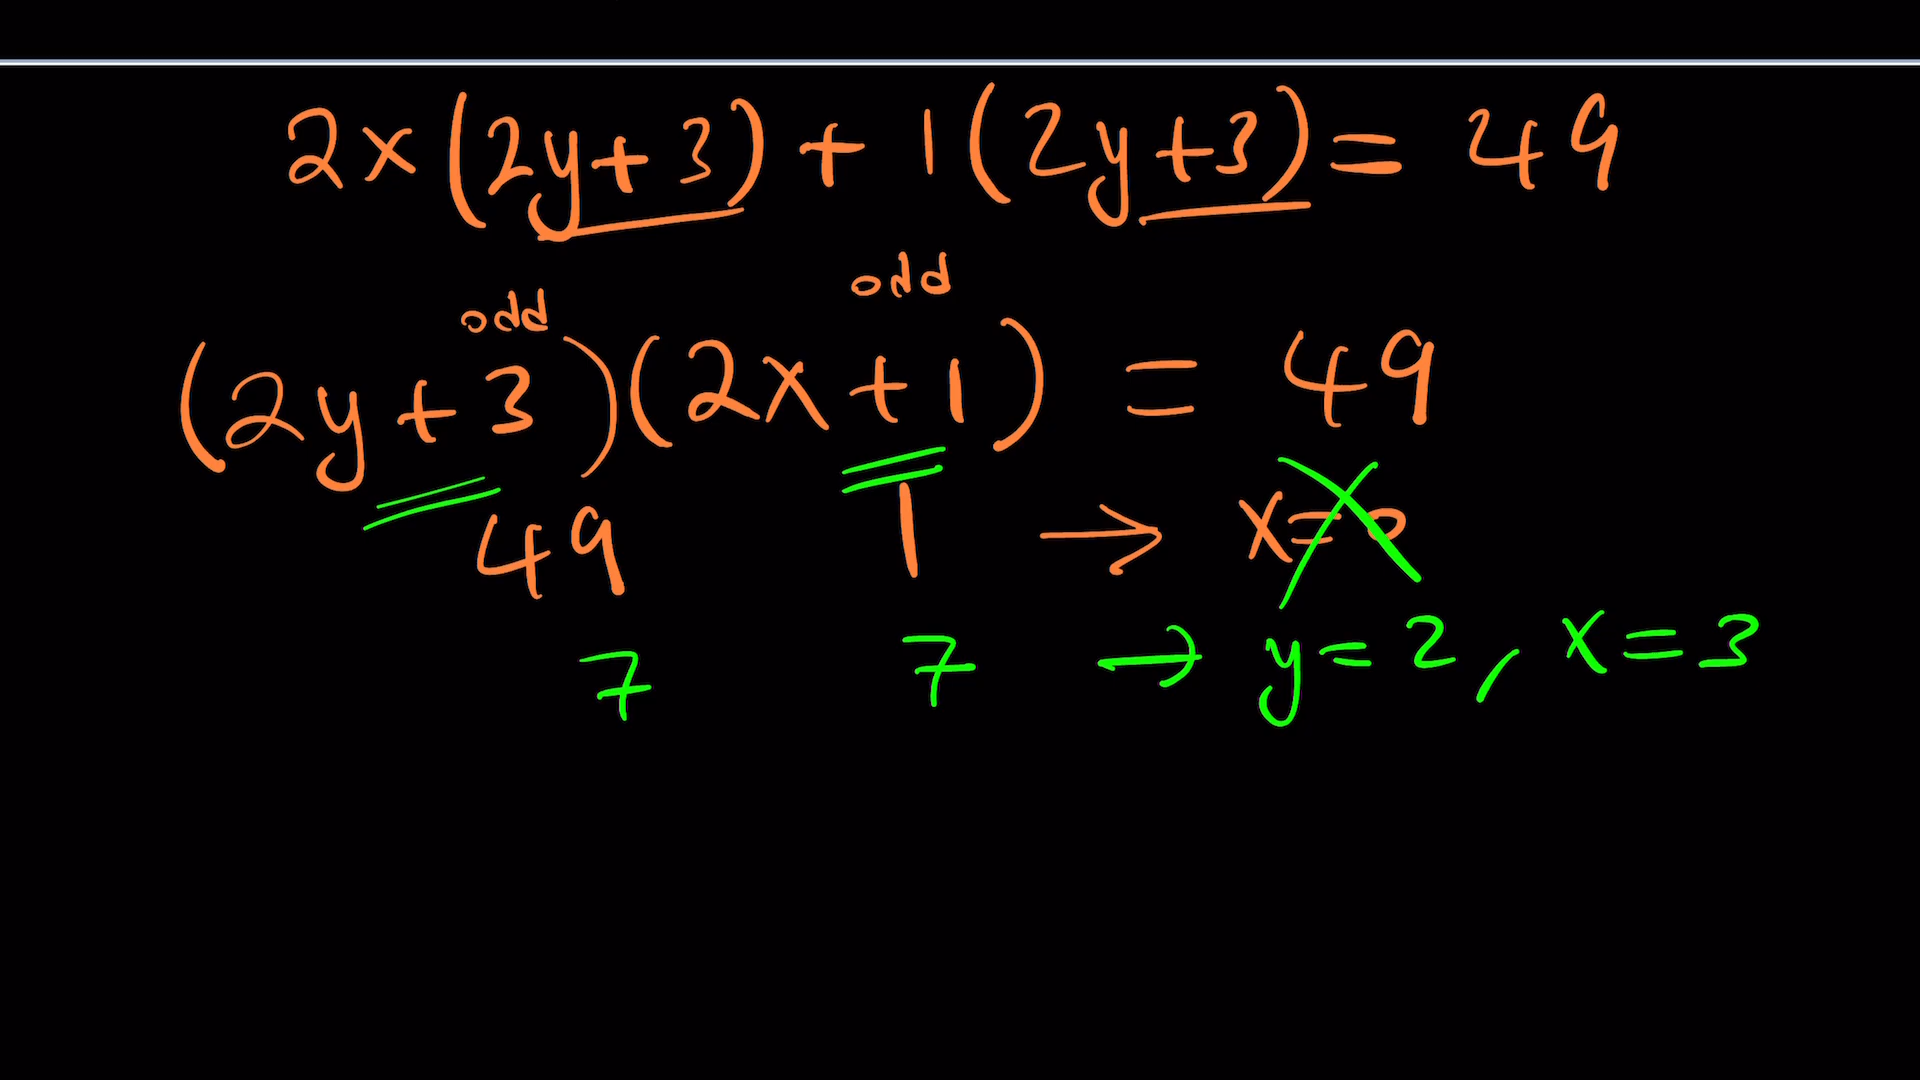 2x(2y+3) + 1(2y+3) = 49
odd odd
(2y+3)(2x+1) = 49
49 1 → x=0
7 7 → y=2, x=3